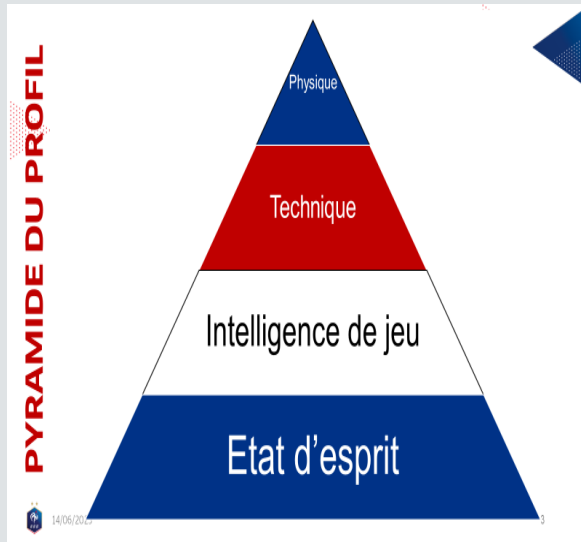 PYRAMIDE DU PROFIL
Physique
Technique
Intelligence de jeu
Etat d’esprit
3